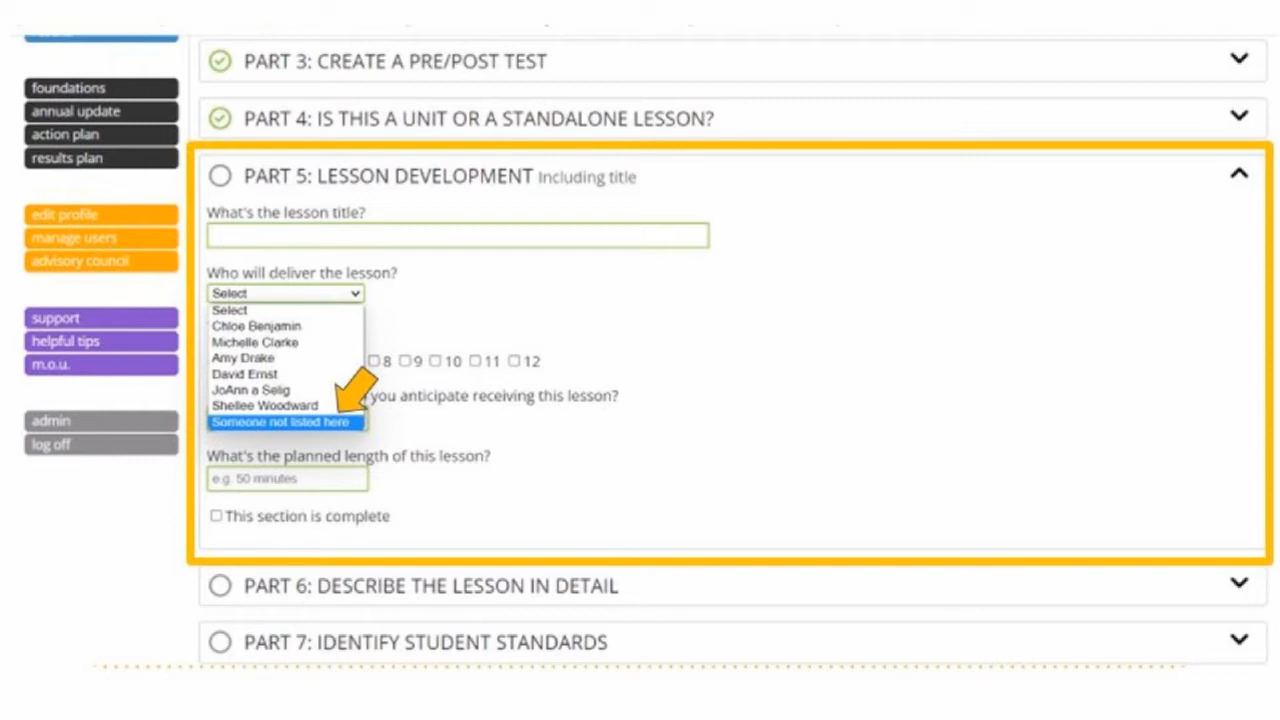 foundations
annual update
action plan
results plan
edit profile
manage users
advisory council
support
helpful tips
m.o.u.
admin
log off
PART 3: CREATE A PRE/POST TEST
PART 4: IS THIS A UNIT OR A STANDALONE LESSON?
PART 5: LESSON DEVELOPMENT Including title
What's the lesson title?
Who will deliver the lesson?
Select
Select
Chloe Benjamin
Michelle Clarke
Amy Drake
David Ernst
JoAnn a Selig
Shellee Woodward
Someone not listed here
8 9 10 11 12
you anticipate receiving this lesson?
What's the planned length of this lesson?
e.g. 50 minutes
This section is complete
PART 6: DESCRIBE THE LESSON IN DETAIL
PART 7: IDENTIFY STUDENT STANDARDS